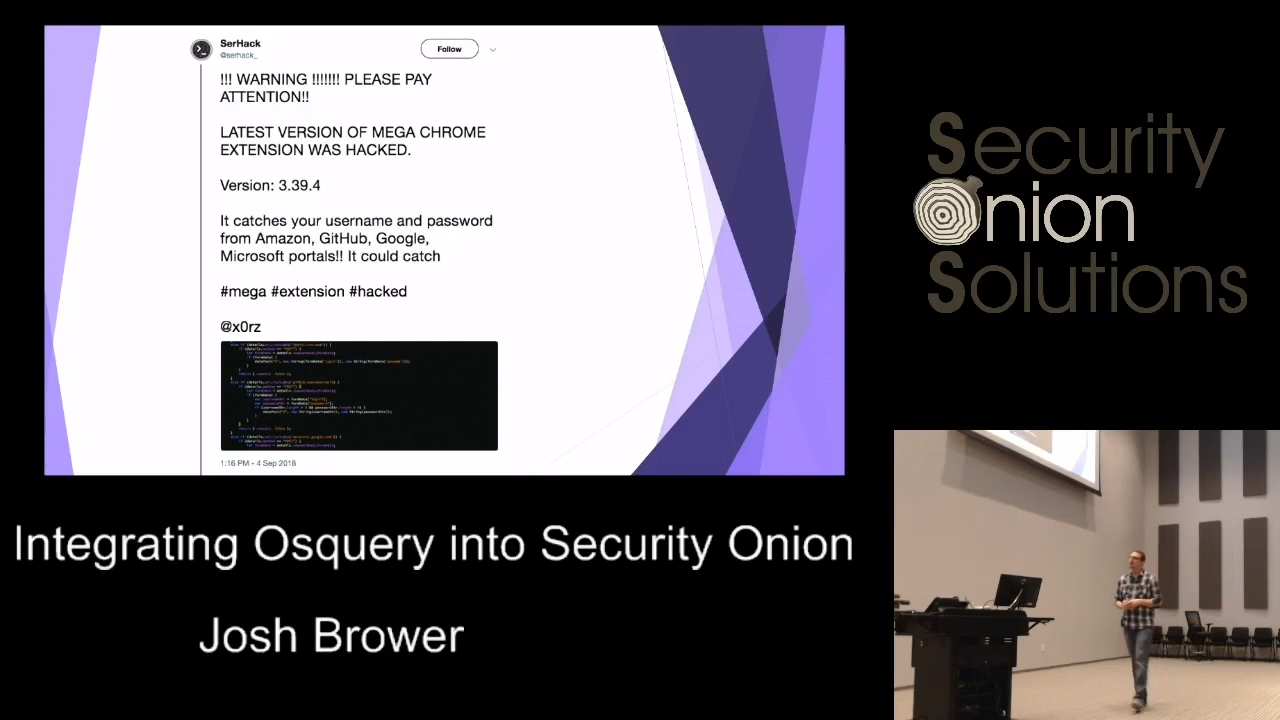 SerHack
@serhack_
Follow
!!! WARNING !!!!!!! PLEASE PAY
ATTENTION!!
LATEST VERSION OF MEGA CHROME
EXTENSION WAS HACKED.
Version: 3.39.4
It catches your username and password
from Amazon, GitHub, Google,
Microsoft portals!! It could catch
#mega #extension #hacked
@x0rz
1:16 PM - 4 Sep 2018
Security
Onion
Solutions
Integrating Osquery into Security Onion
Josh Brower